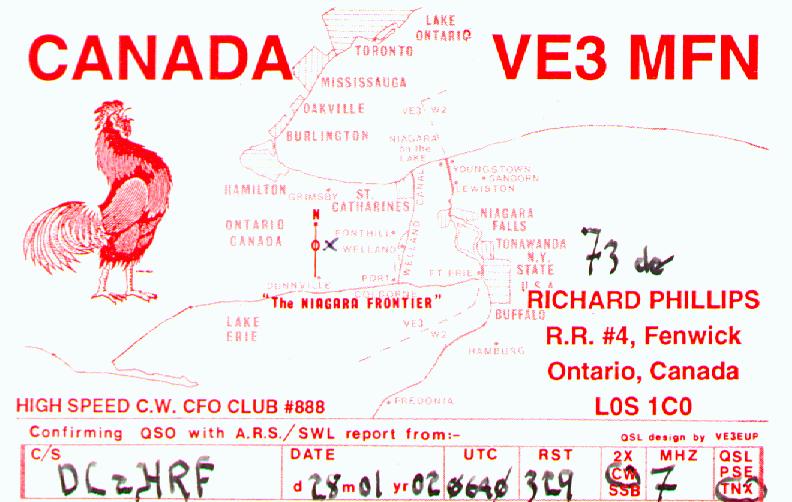 CANADA
VE3 MFN
LAKE
ONTARIO
TORONTO
MISSISSAUGA
OAKVILLE
VE3 W2
BURLINGTON
NIAGARA
on the
LAKE
YOUNGSTOWN
SANBORN
LEWISTON
HAMILTON
GRIMSBY
ST.
CATHARINES
WELLAND CANAL
NIAGARA
FALLS
N
ONTARIO
CANADA
FONTHILL
X WELLAND
TONAWANDA
N.Y.
STATE
U.S.A
73 de
DUNNVILLE
PORT
COLBORNE
FT ERIE
"The NIAGARA FRONTIER"
BUFFALO
RICHARD PHILLIPS
R.R. #4, Fenwick
Ontario, Canada
L0S 1C0
LAKE
ERIE
VE3
W2
HAMBURG
FREDONIA
HIGH SPEED C.W. CFO CLUB #888
Confirming QSO with A.R.S./SWL report from:-
QSL design by VE3EUP
C/S DATE UTC RST 2X MHZ QSL
CW PSE
SSB TNX
d 28 m 01 yr 02 329 7